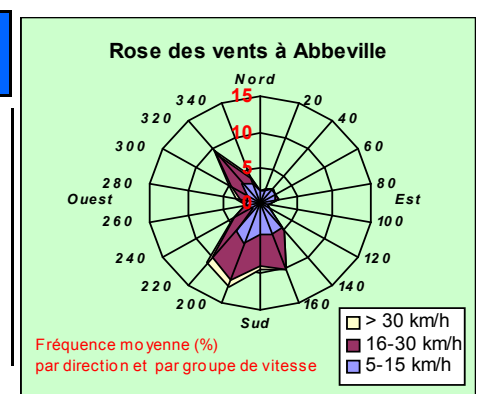 Rose des vents à Abbeville
Nord
15
340
20
320
40
10
300
60
5
280
80
Ouest
0
Est
260
100
240
120
220
140
200
160
Sud
> 30 km/h
16-30 km/h
5-15 km/h
Fréquence moyenne (%)
par direction et par groupe de vitesse